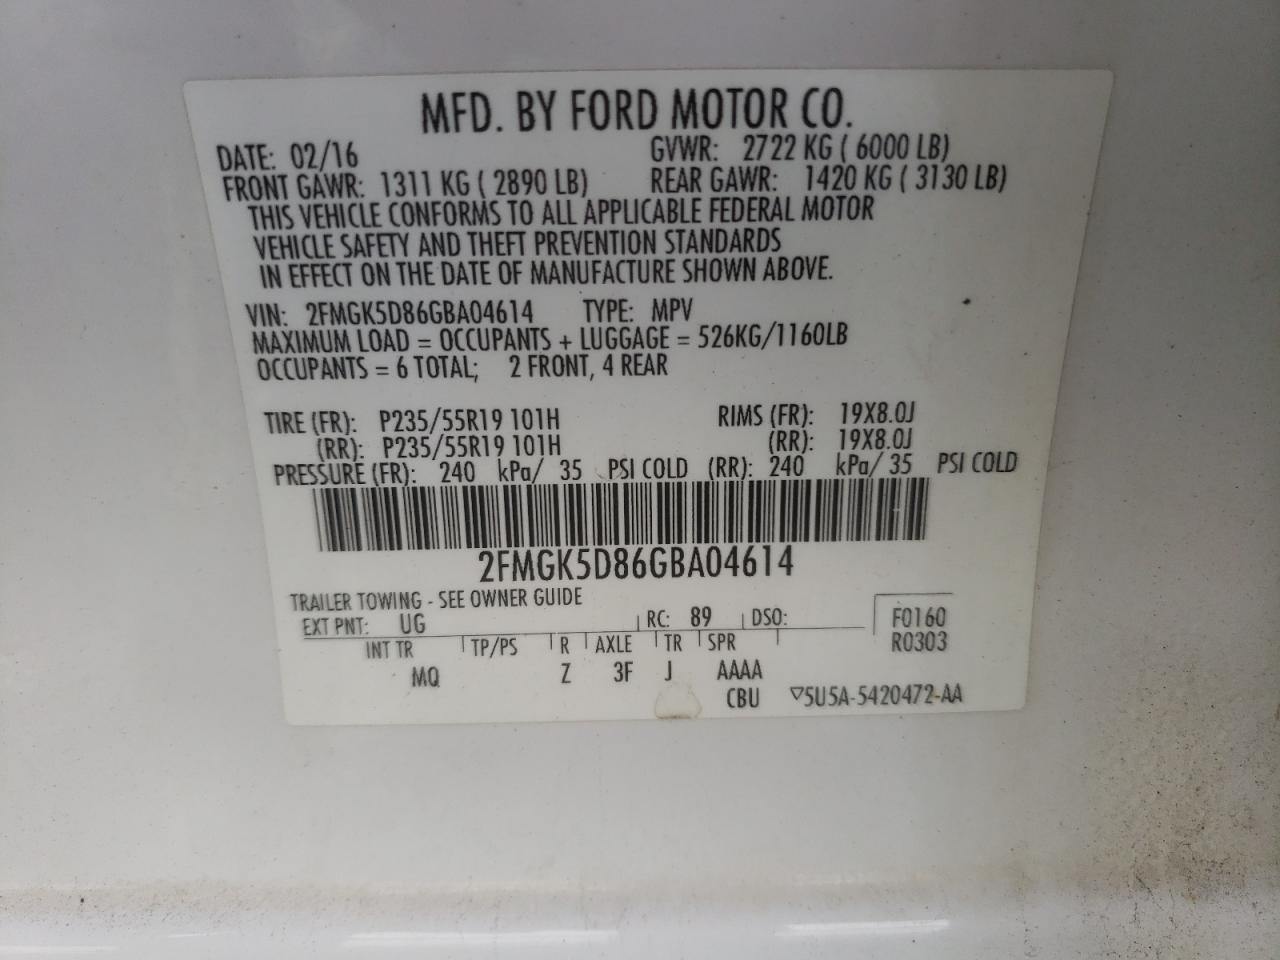 MFD. BY FORD MOTOR CO.
DATE: 02/16 GVWR: 2722 KG ( 6000 LB)
FRONT GAWR: 1311 KG ( 2890 LB) REAR GAWR: 1420 KG ( 3130 LB)
THIS VEHICLE CONFORMS TO ALL APPLICABLE FEDERAL MOTOR
VEHICLE SAFETY AND THEFT PREVENTION STANDARDS
IN EFFECT ON THE DATE OF MANUFACTURE SHOWN ABOVE.
VIN: 2FMGK5D86GBA04614 TYPE: MPV
MAXIMUM LOAD = OCCUPANTS + LUGGAGE = 526KG/1160LB
OCCUPANTS = 6 TOTAL; 2 FRONT, 4 REAR
TIRE (FR): P235/55R19 101H RIMS (FR): 19X8.0J
(RR): P235/55R19 101H (RR): 19X8.0J
PRESSURE (FR): 240 kPa/ 35 PSI COLD (RR): 240 kPa/ 35 PSI COLD
2FMGK5D86GBA04614
TRAILER TOWING - SEE OWNER GUIDE
EXT PNT: UG RC: 89 DSO: F0160
INT TR TP/PS R AXLE TR SPR R0303
MQ Z 3F J AAAA
CBU ▽5U5A-5420472-AA